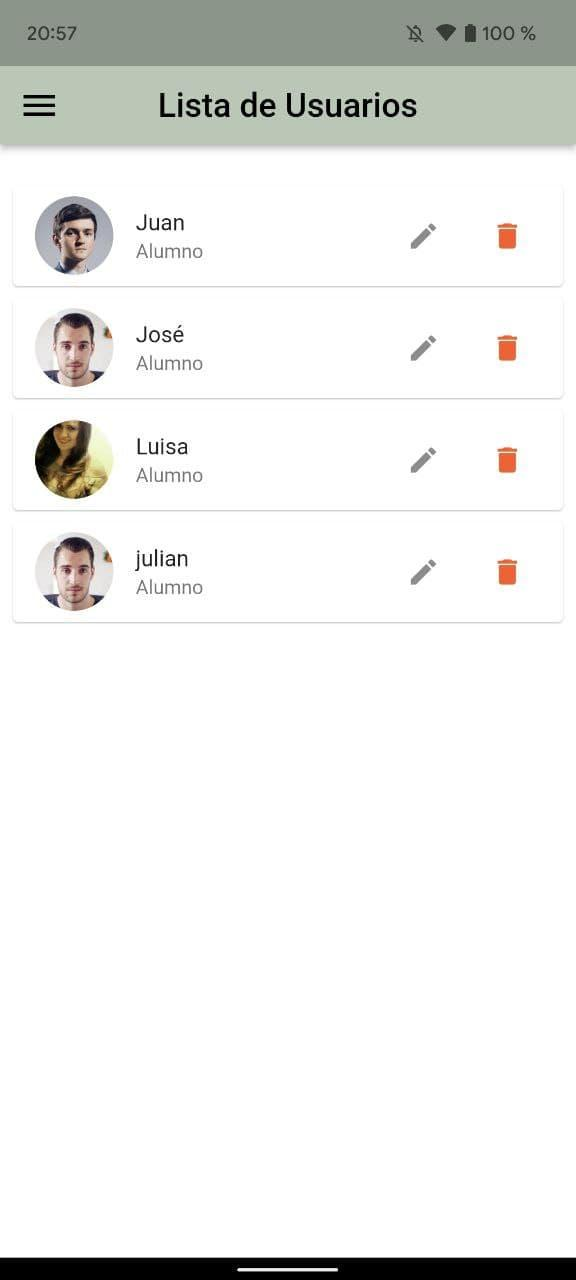 20:57
100 %
Lista de Usuarios
Juan
Alumno
José
Alumno
Luisa
Alumno
julian
Alumno